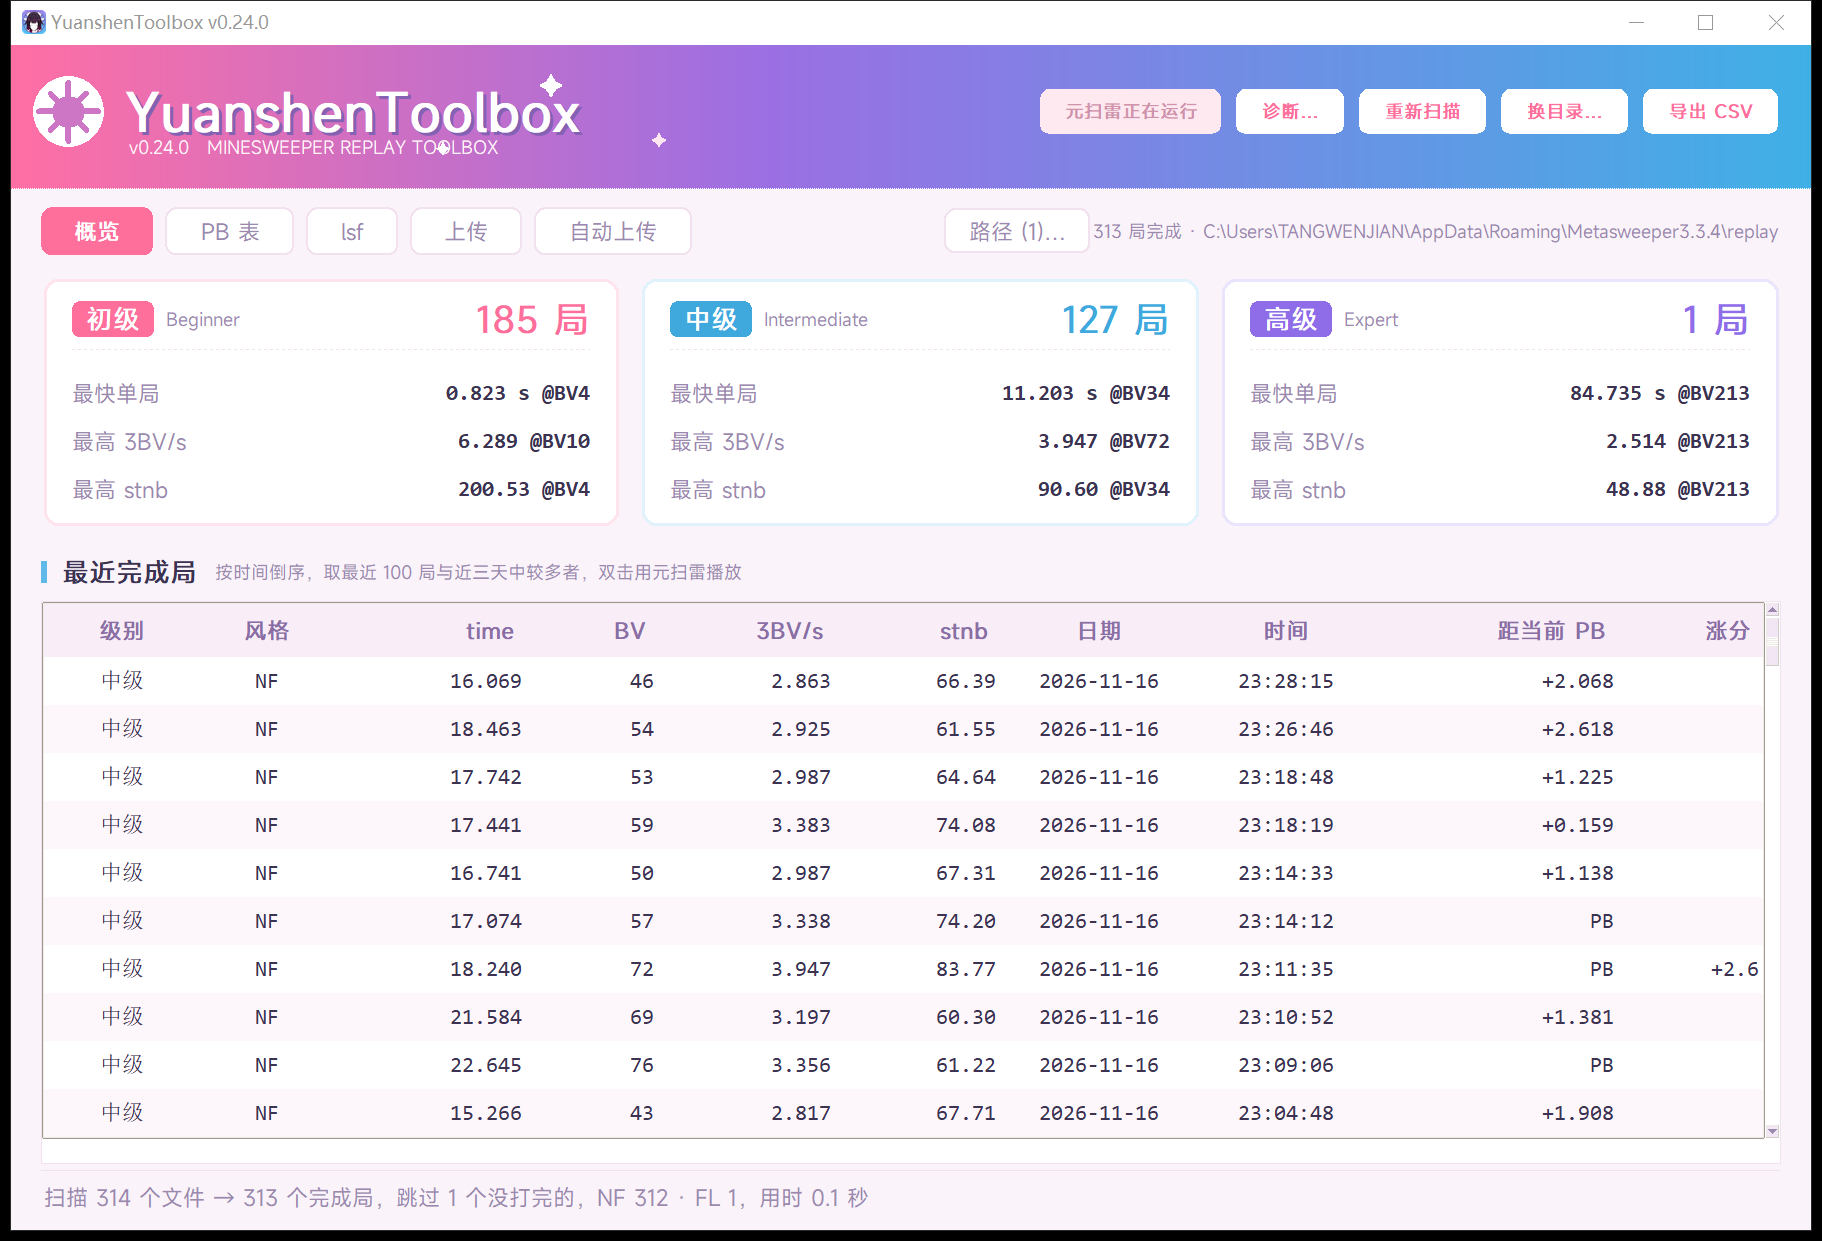 YuanshenToolbox v0.24.0
YuanshenToolbox
v0.24.0 MINESWEEPER REPLAY TOOLBOX
元扫雷正在运行 诊断... 重新扫描 换目录... 导出 CSV
概览 PB 表 lsf 上传 自动上传 路径 (1)... 313 局完成 · C:\Users\TANGWENJIAN\AppData\Roaming\Metasweeper3.3.4\replay
初级 Beginner 185 局
最快单局 0.823 s @BV4
最高 3BV/s 6.289 @BV10
最高 stnb 200.53 @BV4
中级 Intermediate 127 局
最快单局 11.203 s @BV34
最高 3BV/s 3.947 @BV72
最高 stnb 90.60 @BV34
高级 Expert 1 局
最快单局 84.735 s @BV213
最高 3BV/s 2.514 @BV213
最高 stnb 48.88 @BV213
最近完成局 按时间倒序，取最近 100 局与近三天中较多者，双击用元扫雷播放
级别 风格 time BV 3BV/s stnb 日期 时间 距当前 PB 涨分
中级 NF 16.069 46 2.863 66.39 2026-11-16 23:28:15 +2.068
中级 NF 18.463 54 2.925 61.55 2026-11-16 23:26:46 +2.618
中级 NF 17.742 53 2.987 64.64 2026-11-16 23:18:48 +1.225
中级 NF 17.441 59 3.383 74.08 2026-11-16 23:18:19 +0.159
中级 NF 16.741 50 2.987 67.31 2026-11-16 23:14:33 +1.138
中级 NF 17.074 57 3.338 74.20 2026-11-16 23:14:12 PB
中级 NF 18.240 72 3.947 83.77 2026-11-16 23:11:35 PB +2.6
中级 NF 21.584 69 3.197 60.30 2026-11-16 23:10:52 +1.381
中级 NF 22.645 76 3.356 61.22 2026-11-16 23:09:06 PB
中级 NF 15.266 43 2.817 67.71 2026-11-16 23:04:48 +1.908
扫描 314 个文件 → 313 个完成局，跳过 1 个没打完的，NF 312 · FL 1，用时 0.1 秒